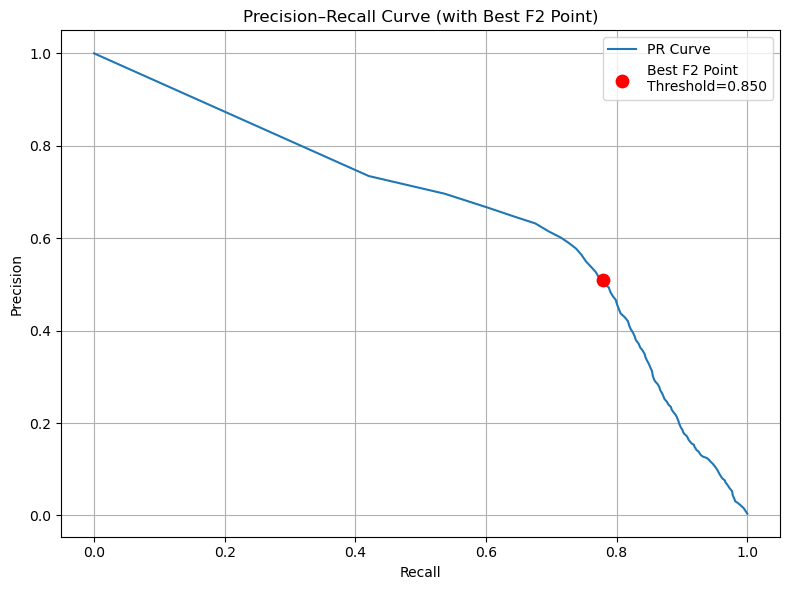 Precision–Recall Curve (with Best F2 Point)
PR Curve
Best F2 Point
Threshold=0.850
1.0
0.8
0.6
0.4
0.2
0.0
Precision
0.0 0.2 0.4 0.6 0.8 1.0
Recall